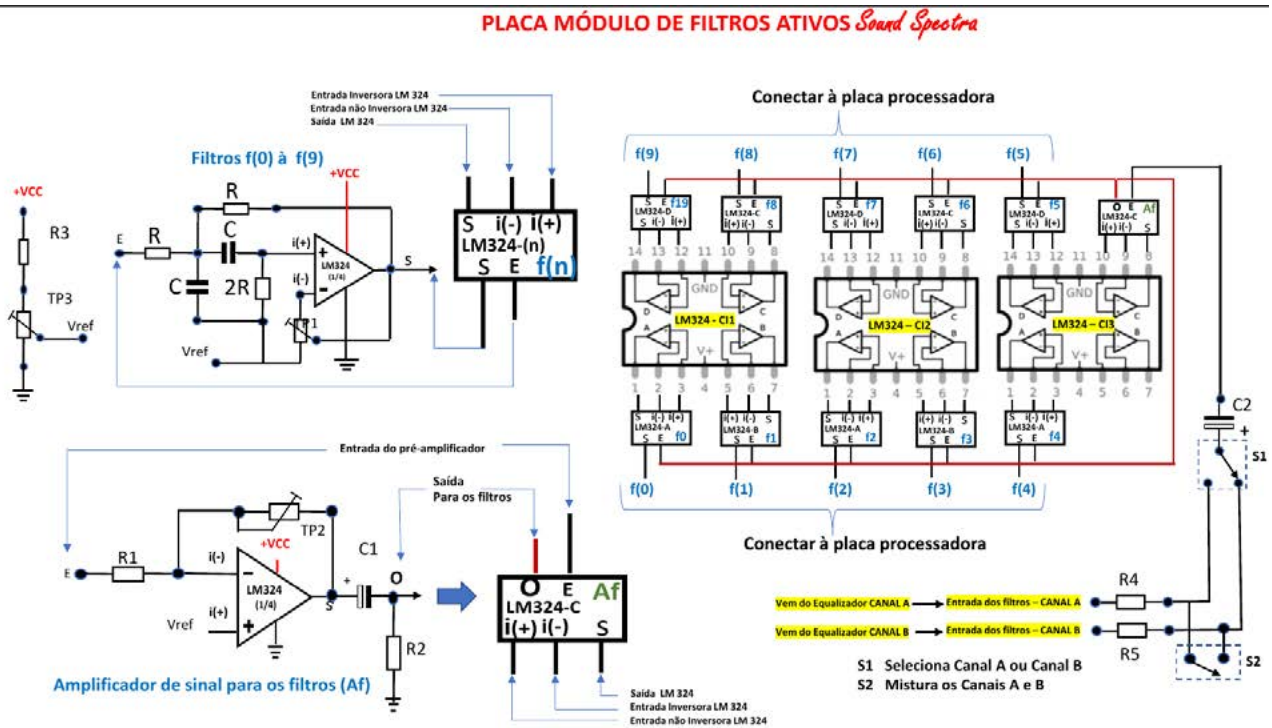 PLACA MÓDULO DE FILTROS ATIVOS Sound Spectra
Entrada Inversora LM 324
Entrada não Inversora LM 324
Saída LM 324
Filtros f(0) à f(9)
+VCC
R3
TP3
Vref
+VCC
R
E
R
C
C
2R
i(+)
i(-)
LM324
(1/4)
S
TP1
Vref
S i(-) i(+)
LM324-(n)
S E f(n)
Conectar à placa processadora
f(9) f(8) f(7) f(6) f(5)
S E f19
LM324-D
S i(-) i(+)
S E f8
LM324-C
i(+) i(-) S
S E f7
LM324-D
S i(-) i(+)
S E f6
LM324-C
i(+) i(-) S
S E f5
LM324-D
S i(-) i(+)
O E Af
LM324-C
i(+) i(-) S
14 13 12 11 10 9 8
14 13 12 11 10 9 8
14 13 12 11 10 9 8
GND
GND
GND
D C
D C
D C
LM324 - CI1
LM324 – CI2
LM324 – CI3
A B
A B
A B
V+
V+
V+
1 2 3 4 5 6 7
1 2 3 4 5 6 7
1 2 3 4 5 6 7
S i(-) i(+)
LM324-A
S E f0
i(+) i(-) S
LM324-B
S E f1
S i(-) i(+)
LM324-A
S E f2
i(+) i(-) S
LM324-B
S E f3
S i(-) i(+)
LM324-A
S E f4
f(0) f(1) f(2) f(3) f(4)
Conectar à placa processadora
C2
+
S1
Entrada do pré-amplificador
Saída
Para os filtros
TP2
+VCC
E
R1
i(-)
LM324
(1/4)
i(+)
Vref
S
+
C1
O
R2
O E Af
LM324-C
i(+) i(-) S
Saída LM 324
Entrada Inversora LM 324
Entrada não Inversora LM 324
Amplificador de sinal para os filtros (Af)
Vem do Equalizador CANAL A Entrada dos filtros – CANAL A
R4
Vem do Equalizador CANAL B Entrada dos filtros – CANAL B
R5
S2
S1 Seleciona Canal A ou Canal B
S2 Mistura os Canais A e B